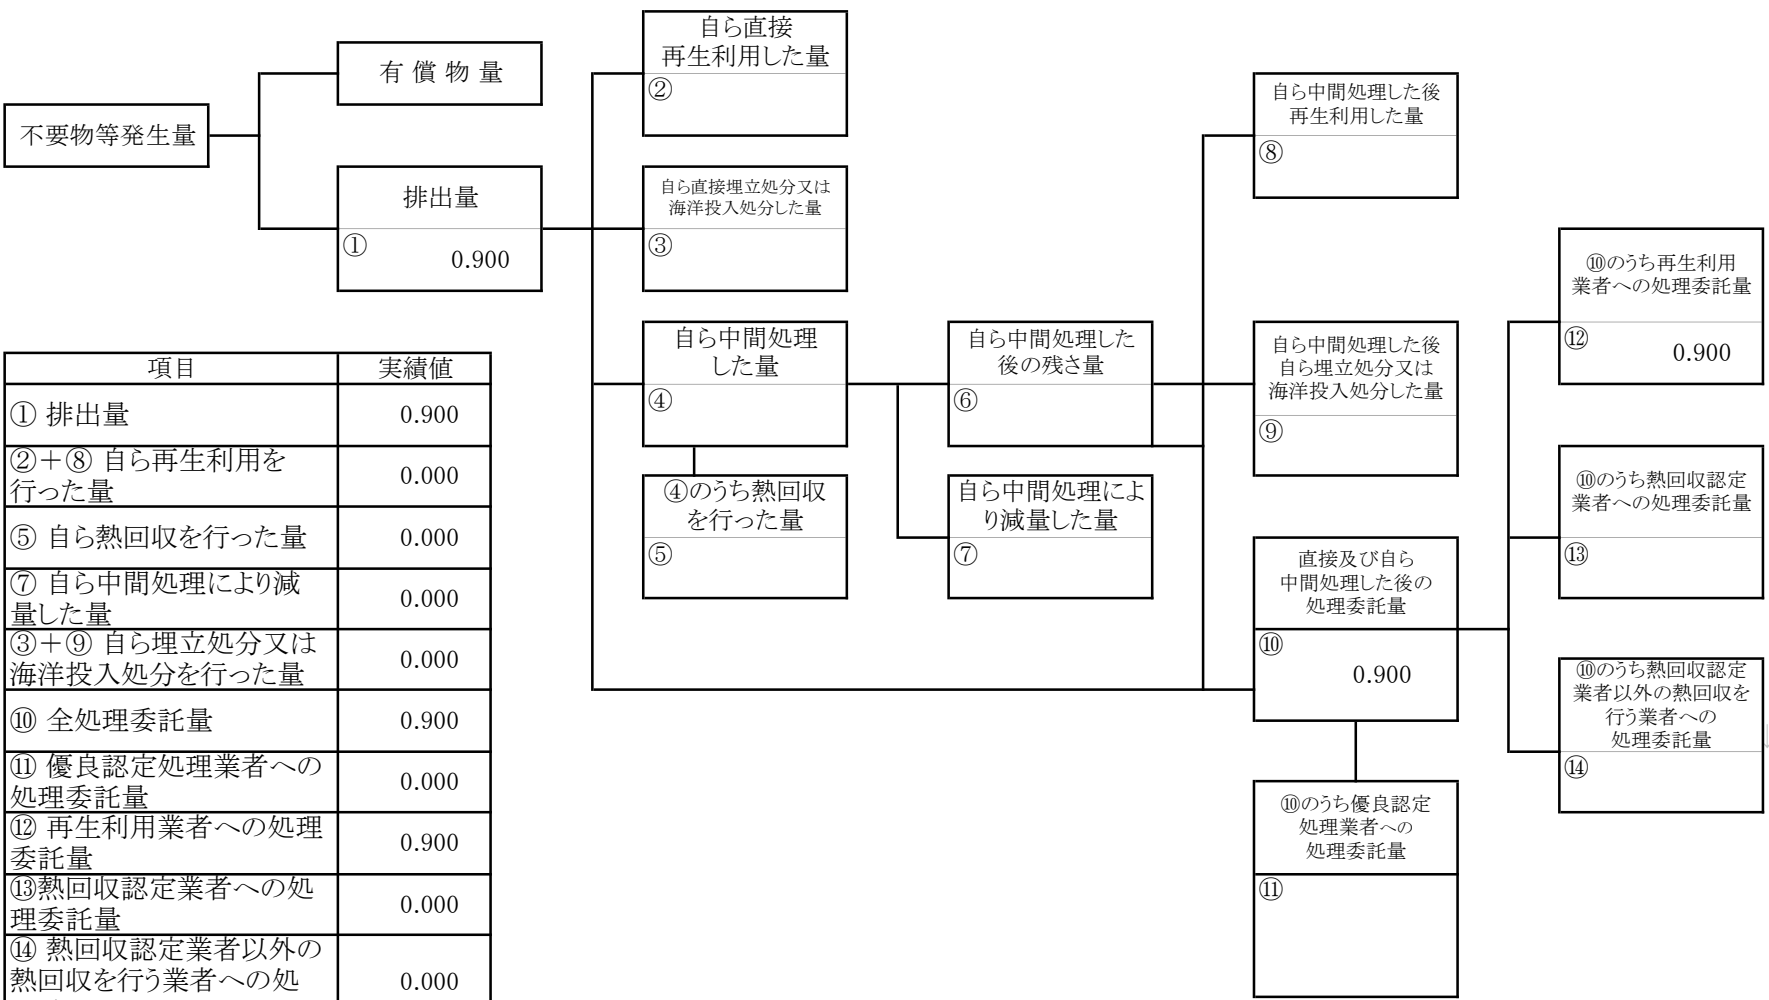 不要物等発生量
有 償 物 量
排出量
①
0.900
自ら直接
再生利用した量
②
自ら直接埋立処分又は
海洋投入処分した量
③
自ら中間処理
した量
④
④のうち熱回収
を行った量
⑤
自ら中間処理した
後の残さ量
⑥
自ら中間処理によ
り減量した量
⑦
自ら中間処理した後
再生利用した量
⑧
自ら中間処理した後
自ら埋立処分又は
海洋投入処分した量
⑨
直接及び自ら
中間処理した後の
処理委託量
⑩
0.900
⑩のうち優良認定
処理業者への
処理委託量
⑪
⑩のうち再生利用
業者への処理委託量
⑫
0.900
⑩のうち熱回収認定
業者への処理委託量
⑬
⑩のうち熱回収認定
業者以外の熱回収を
行う業者への
処理委託量
⑭
項目 実績値
① 排出量 0.900
②＋⑧ 自ら再生利用を
行った量 0.000
⑤ 自ら熱回収を行った量 0.000
⑦ 自ら中間処理により減
量した量 0.000
③＋⑨ 自ら埋立処分又は
海洋投入処分を行った量 0.000
⑩ 全処理委託量 0.900
⑪ 優良認定処理業者への
処理委託量 0.000
⑫ 再生利用業者への処理
委託量 0.900
⑬熱回収認定業者への処
理委託量 0.000
⑭ 熱回収認定業者以外の
熱回収を行う業者への処 0.000